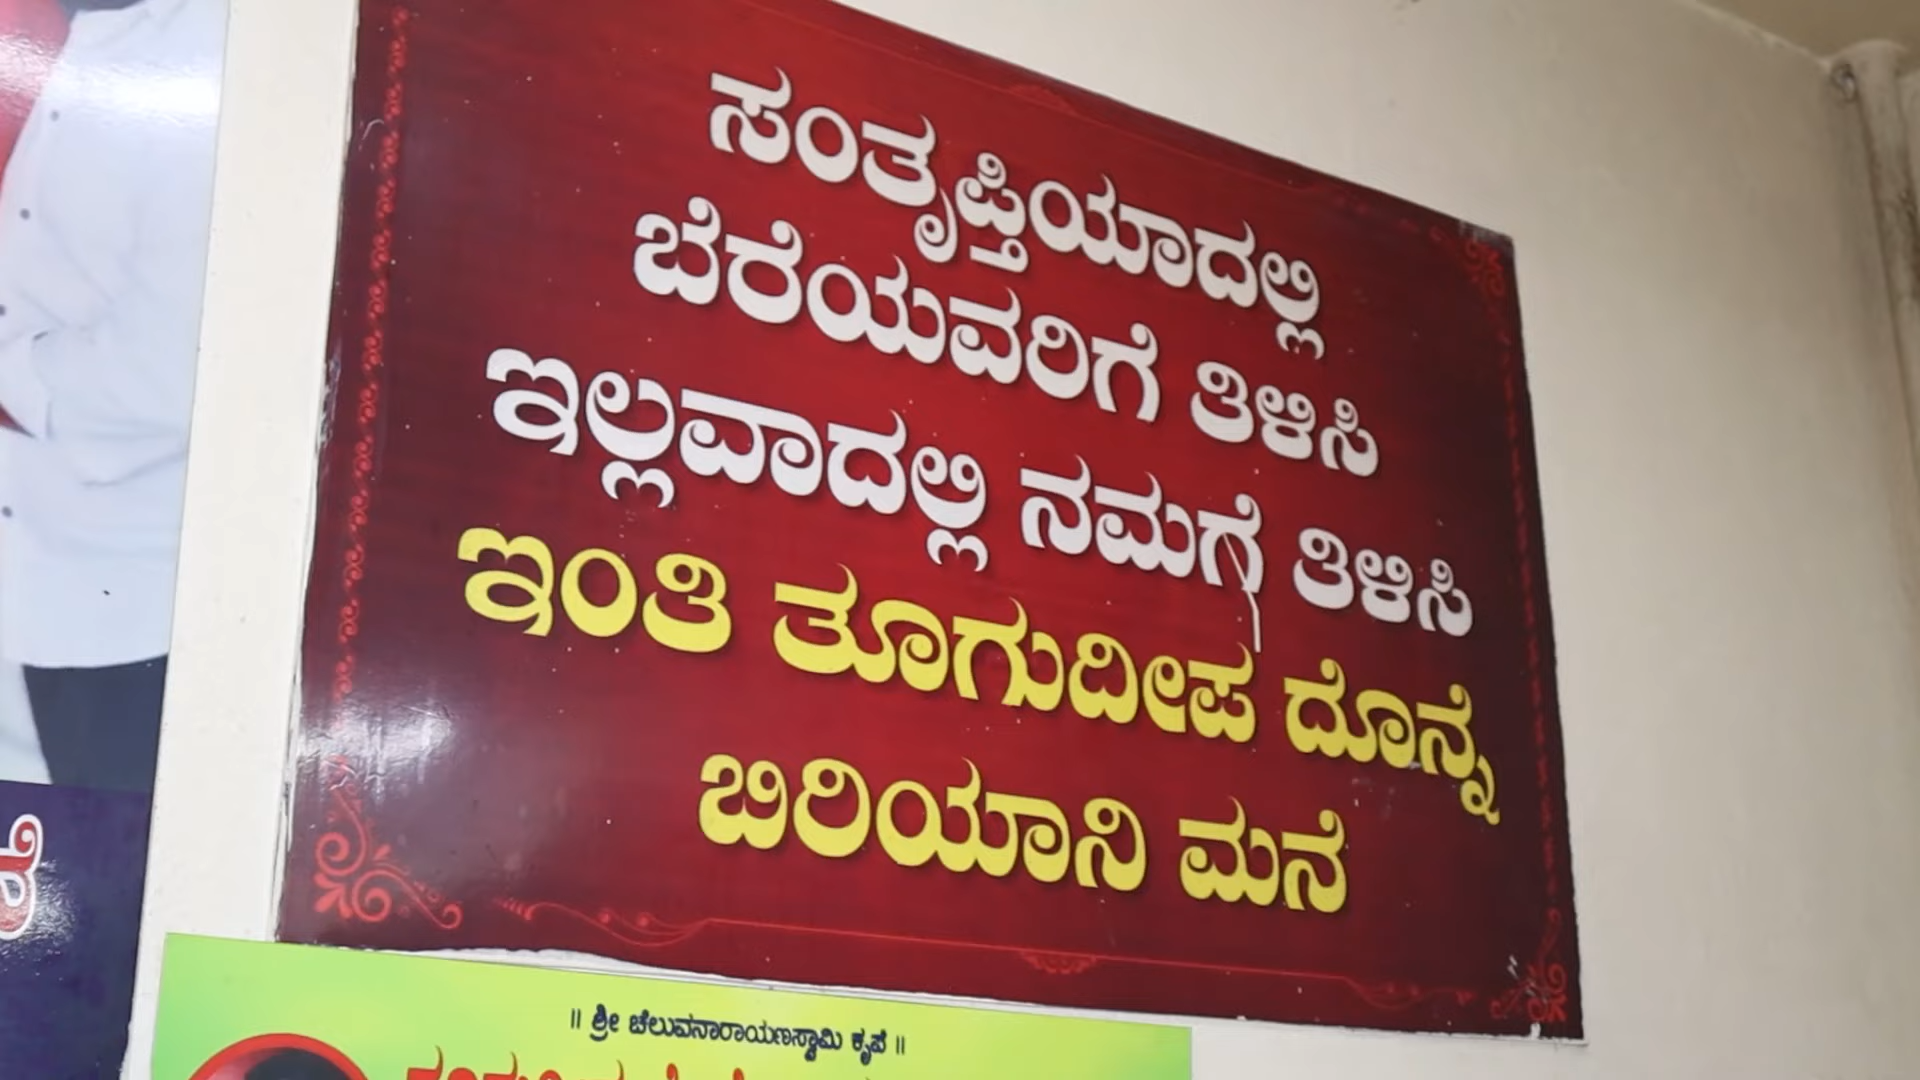 ಸಂತೃಪ್ತಿಯಾದಲ್ಲಿ
ಬೆರೆಯವರಿಗೆ ತಿಳಿಸಿ
ಇಲ್ಲವಾದಲ್ಲಿ ನಮಗೆ ತಿಳಿಸಿ
ಇಂತಿ ತೂಗುದೀಪ ದೊನ್ನೆ
ಬಿರಿಯಾನಿ ಮನೆ
॥ ಶ್ರೀ ಚೆಲುವನಾರಾಯಣಸ್ವಾಮಿ ಕೃಪೆ ॥